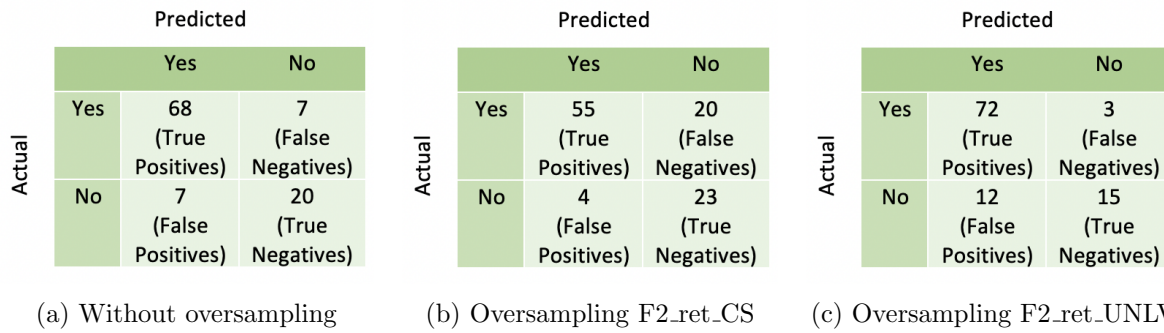 Predicted
Yes No
Actual
Yes 68 7
(True (False
Positives) Negatives)
No 7 20
(False (True
Positives) Negatives)
(a) Without oversampling
Predicted
Yes No
Actual
Yes 55 20
(True (False
Positives) Negatives)
No 4 23
(False (True
Positives) Negatives)
(b) Oversampling F2_ret_CS
Predicted
Yes No
Actual
Yes 72 3
(True (False
Positives) Negatives)
No 12 15
(False (True
Positives) Negatives)
(c) Oversampling F2_ret_UNLV